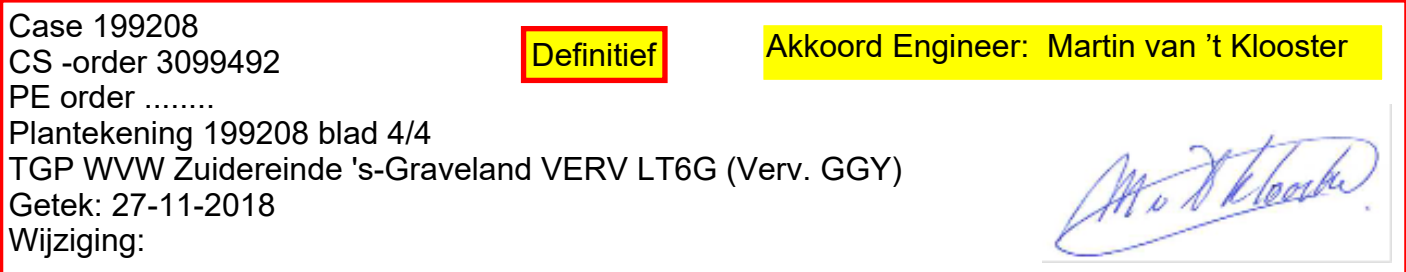 Case 199208
CS -order 3099492
PE order ........
Plantekening 199208 blad 4/4
TGP WVW Zuidereinde 's-Graveland VERV LT6G (Verv. GGY)
Getek: 27-11-2018
Wijziging:
Definitief
Akkoord Engineer: Martin van ’t Klooster
M v 't Klooster